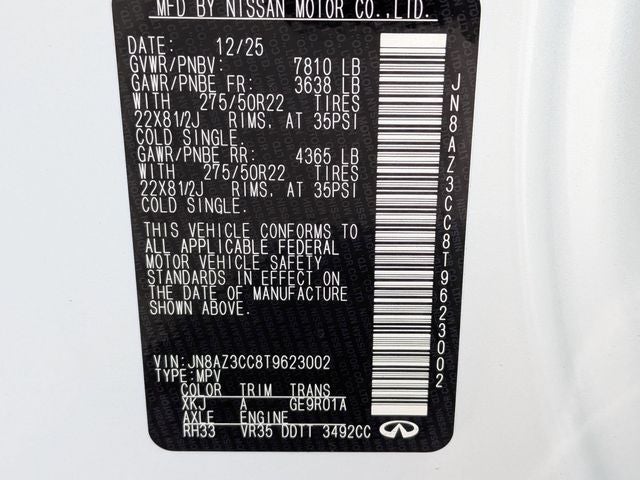 MFD BY NISSAN MOTOR CO.,LTD.
DATE: 12/25
GVWR/PNBV: 7810 LB
GAWR/PNBE FR: 3638 LB
WITH 275/50R22 TIRES
22X81/2J RIMS, AT 35PSI
COLD SINGLE.
GAWR/PNBE RR: 4365 LB
WITH 275/50R22 TIRES
22X81/2J RIMS, AT 35PSI
COLD SINGLE.
THIS VEHICLE CONFORMS TO
ALL APPLICABLE FEDERAL
MOTOR VEHICLE SAFETY
STANDARDS IN EFFECT ON
THE DATE OF MANUFACTURE
SHOWN ABOVE.
VIN: JN8AZ3CC8T9623002
TYPE: MPV
COLOR TRIM TRANS
XKJ A GE9R01A
AXLE ENGINE
RH33 VR35 DDTT 3492CC
JN8AZ3CC8T9623002